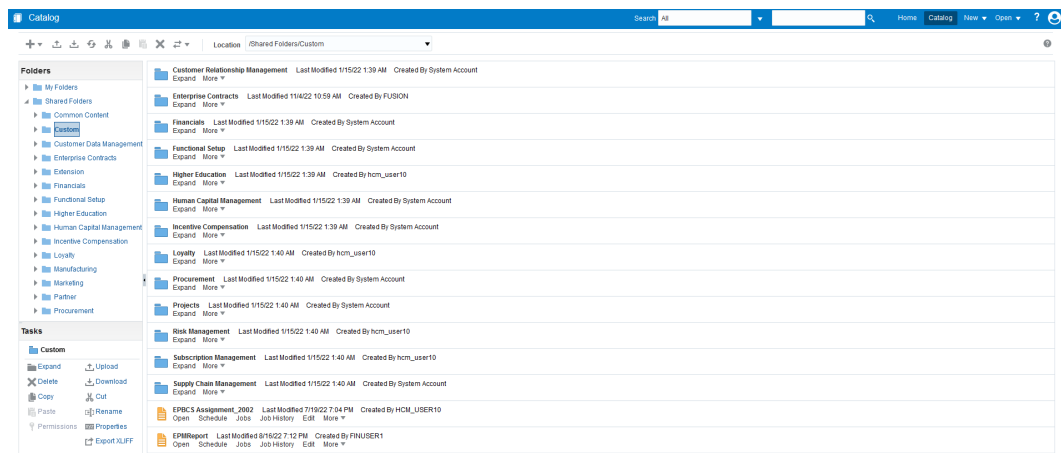 Catalog
Search All
Home Catalog New Open ?
Location /Shared Folders/Custom
Folders
My Folders
Shared Folders
Common Content
Custom
Customer Data Management
Enterprise Contracts
Extension
Financials
Functional Setup
Higher Education
Human Capital Management
Incentive Compensation
Loyalty
Manufacturing
Marketing
Partner
Procurement
Tasks
Custom
Expand Upload
Delete Download
Copy Cut
Paste Rename
Permissions Properties
Export XLIFF
Customer Relationship Management Last Modified 1/15/22 1:39 AM Created By System Account
Expand More
Enterprise Contracts Last Modified 11/4/22 10:59 AM Created By FUSION
Expand More
Financials Last Modified 1/15/22 1:39 AM Created By System Account
Expand More
Functional Setup Last Modified 1/15/22 1:39 AM Created By System Account
Expand More
Higher Education Last Modified 1/15/22 1:39 AM Created By hcm_user10
Expand More
Human Capital Management Last Modified 1/15/22 1:39 AM Created By System Account
Expand More
Incentive Compensation Last Modified 1/15/22 1:39 AM Created By System Account
Expand More
Loyalty Last Modified 1/15/22 1:40 AM Created By hcm_user10
Expand More
Procurement Last Modified 1/15/22 1:40 AM Created By System Account
Expand More
Projects Last Modified 1/15/22 1:40 AM Created By System Account
Expand More
Risk Management Last Modified 1/15/22 1:40 AM Created By hcm_user10
Expand More
Subscription Management Last Modified 1/15/22 1:40 AM Created By hcm_user10
Expand More
Supply Chain Management Last Modified 1/15/22 1:40 AM Created By System Account
Expand More
EPBCS Assignment_2002 Last Modified 7/19/22 7:04 PM Created By HCM_USER10
Open Schedule Jobs Job History Edit More
EPMReport Last Modified 8/16/22 7:12 PM Created By FINUSER1
Open Schedule Jobs Job History Edit More